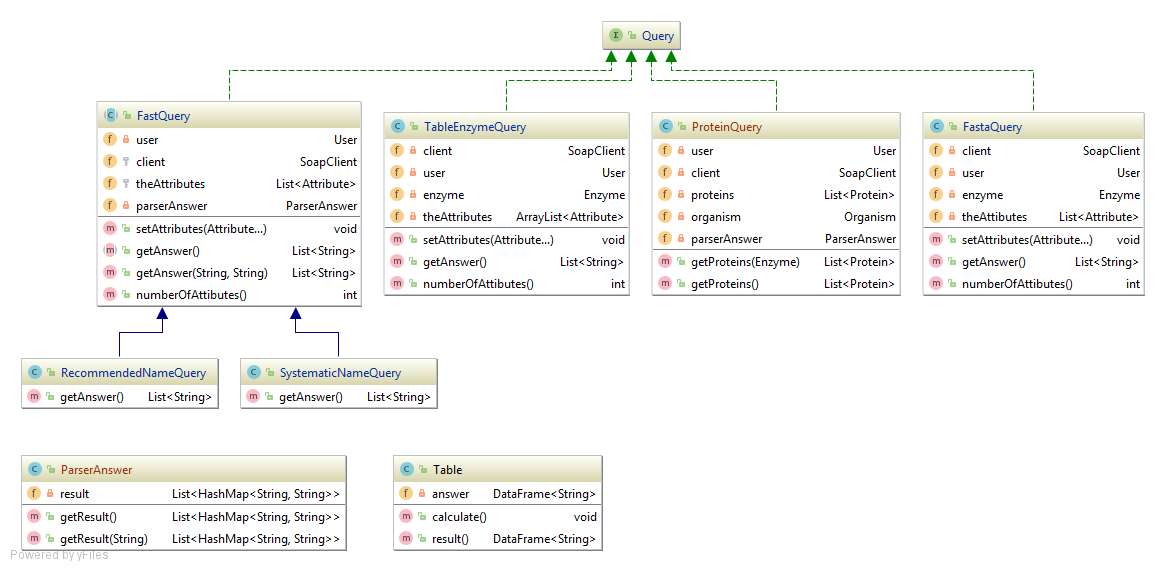 I Query
C FastQuery
f user User
f client SoapClient
f theAttributes List<Attribute>
f parserAnswer ParserAnswer
m setAttributes(Attribute...) void
m getAnswer() List<String>
m getAnswer(String, String) List<String>
m numberOfAttibutes() int
C TableEnzymeQuery
f client SoapClient
f user User
f enzyme Enzyme
f theAttributes ArrayList<Attribute>
m setAttributes(Attribute...) void
m getAnswer() List<String>
m numberOfAttibutes() int
C ProteinQuery
f user User
f client SoapClient
f proteins List<Protein>
f organism Organism
f parserAnswer ParserAnswer
m getProteins(Enzyme) List<Protein>
m getProteins() List<Protein>
C FastaQuery
f client SoapClient
f user User
f enzyme Enzyme
f theAttibutes List<Attribute>
m setAttributes(Attribute...) void
m getAnswer() List<String>
m numberOfAttibutes() int
C RecommendedNameQuery
m getAnswer() List<String>
C SystematicNameQuery
m getAnswer() List<String>
C ParserAnswer
f result List<HashMap<String, String>>
m getResult() List<HashMap<String, String>>
m getResult(String) List<HashMap<String, String>>
C Table
f answer DataFrame<String>
m calculate() void
m result() DataFrame<String>
Powered by yFiles